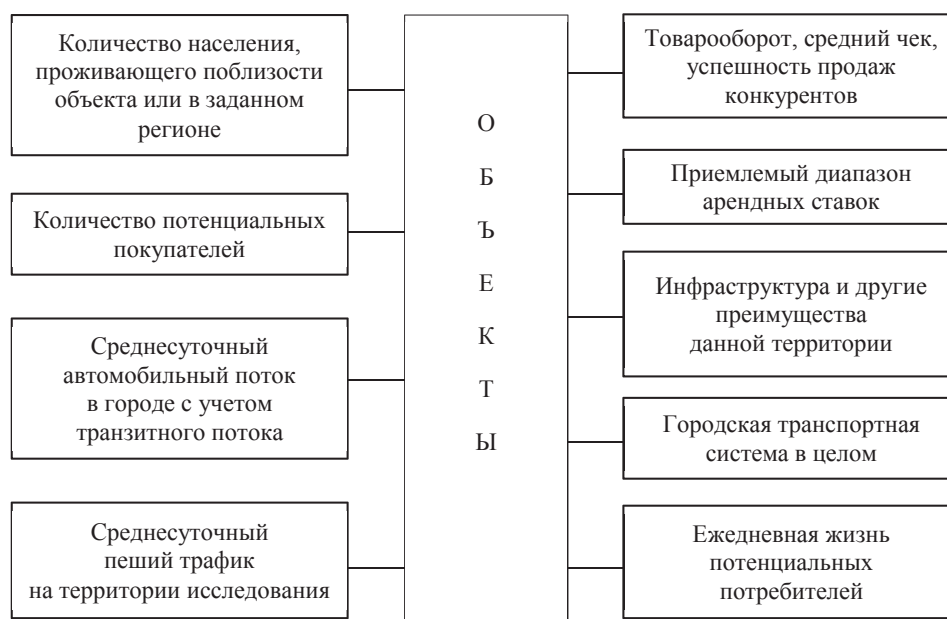 Количество населения,
проживающего поблизости
объекта или в заданном
регионе
Количество потенциальных
покупателей
Среднесуточный
автомобильный поток
в городе с учетом
транзитного потока
Среднесуточный
пеший трафик
на территории исследования
О
Б
Ъ
Е
К
Т
Ы
Товарооборот, средний чек,
успешность продаж
конкурентов
Приемлемый диапазон
арендных ставок
Инфраструктура и другие
преимущества
данной территории
Городская транспортная
система в целом
Ежедневная жизнь
потенциальных
потребителей